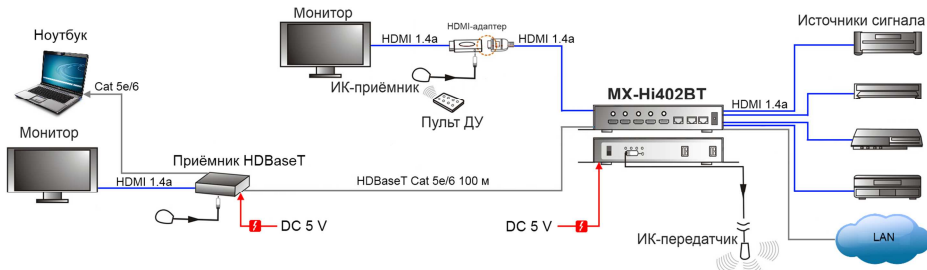 Монитор
Источники сигнала
Ноутбук
HDMI 1.4a
HDMI-адаптер
HDMI 1.4a
Cat 5e/6
ИК-приёмник
MX-Hi402BT
HDMI 1.4a
Пульт ДУ
Монитор
Приёмник HDBaseT
HDMI 1.4a
HDBaseT Cat 5e/6 100 м
DC 5 V
DC 5 V
ИК-передатчик
LAN